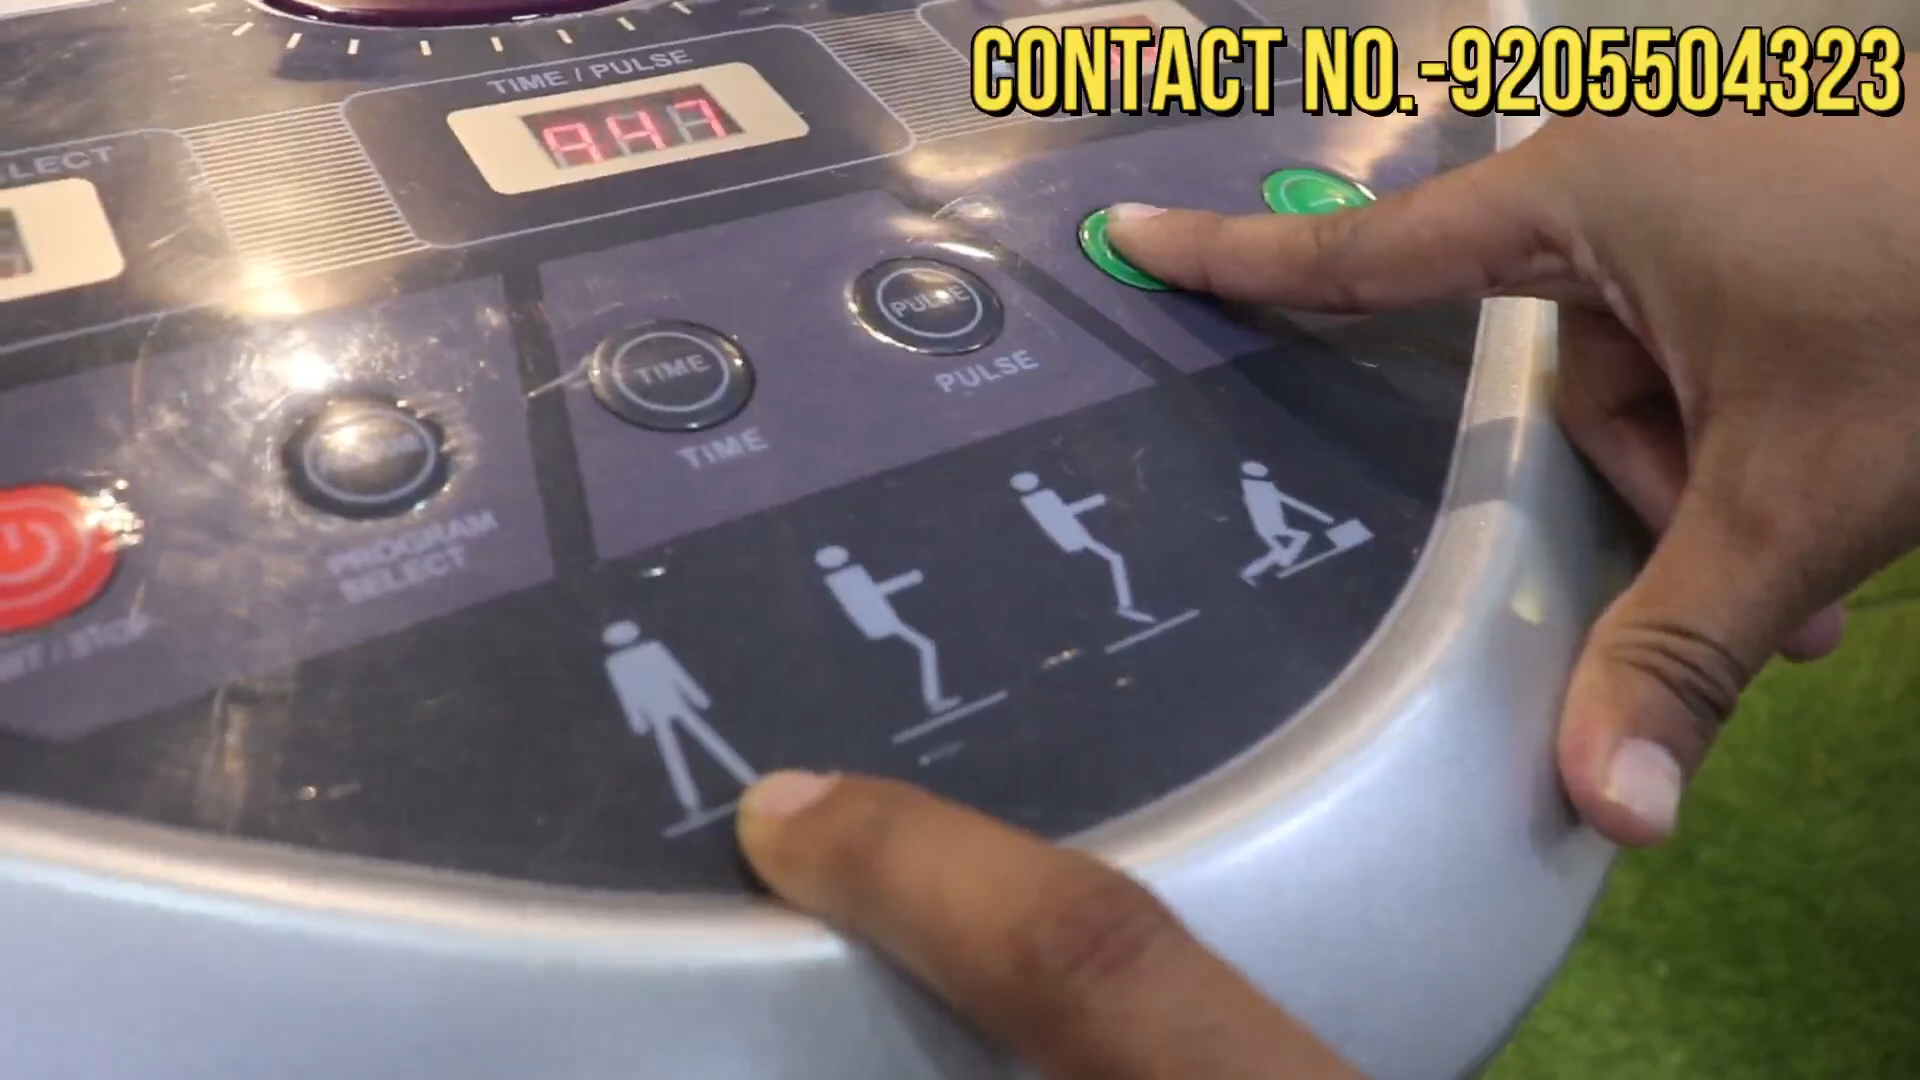 CONTACT NO.-9205504323
TIME / PULSE
947
PULSE
PULSE
TIME
TIME
PROGRAM
SELECT